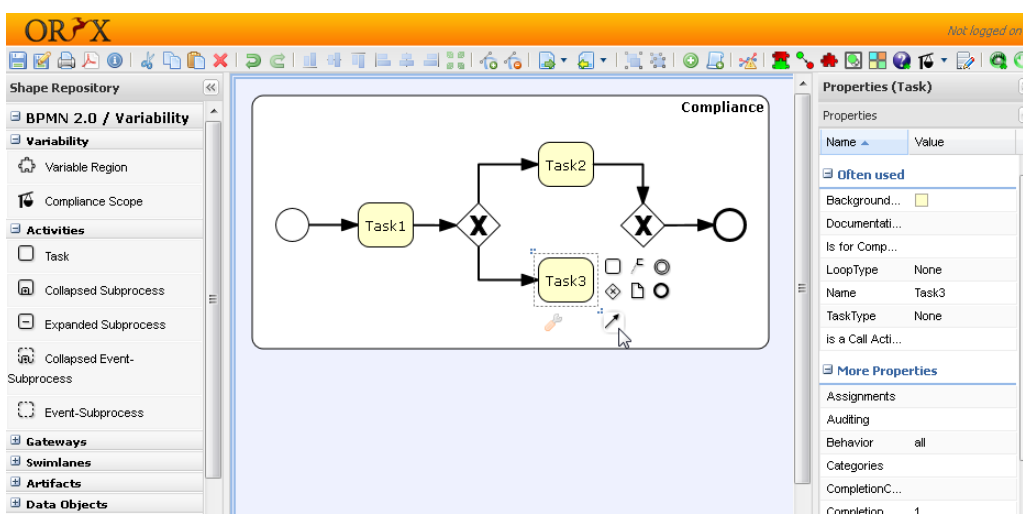 ORYX
Not logged on
Shape Repository
BPMN 2.0 / Variability
Variability
Variable Region
Compliance Scope
Activities
Task
Collapsed Subprocess
Expanded Subprocess
Collapsed Event-
Subprocess
Event-Subprocess
Gateways
Swimlanes
Artifacts
Data Objects
Compliance
Task2
Task1
X
X
Task3
Properties (Task)
Properties
Name Value
Often used
Background...
Documentati...
Is for Comp...
LoopType None
Name Task3
TaskType None
is a Call Acti...
More Properties
Assignments
Auditing
Behavior all
Categories
CompletionC...
Completion 1